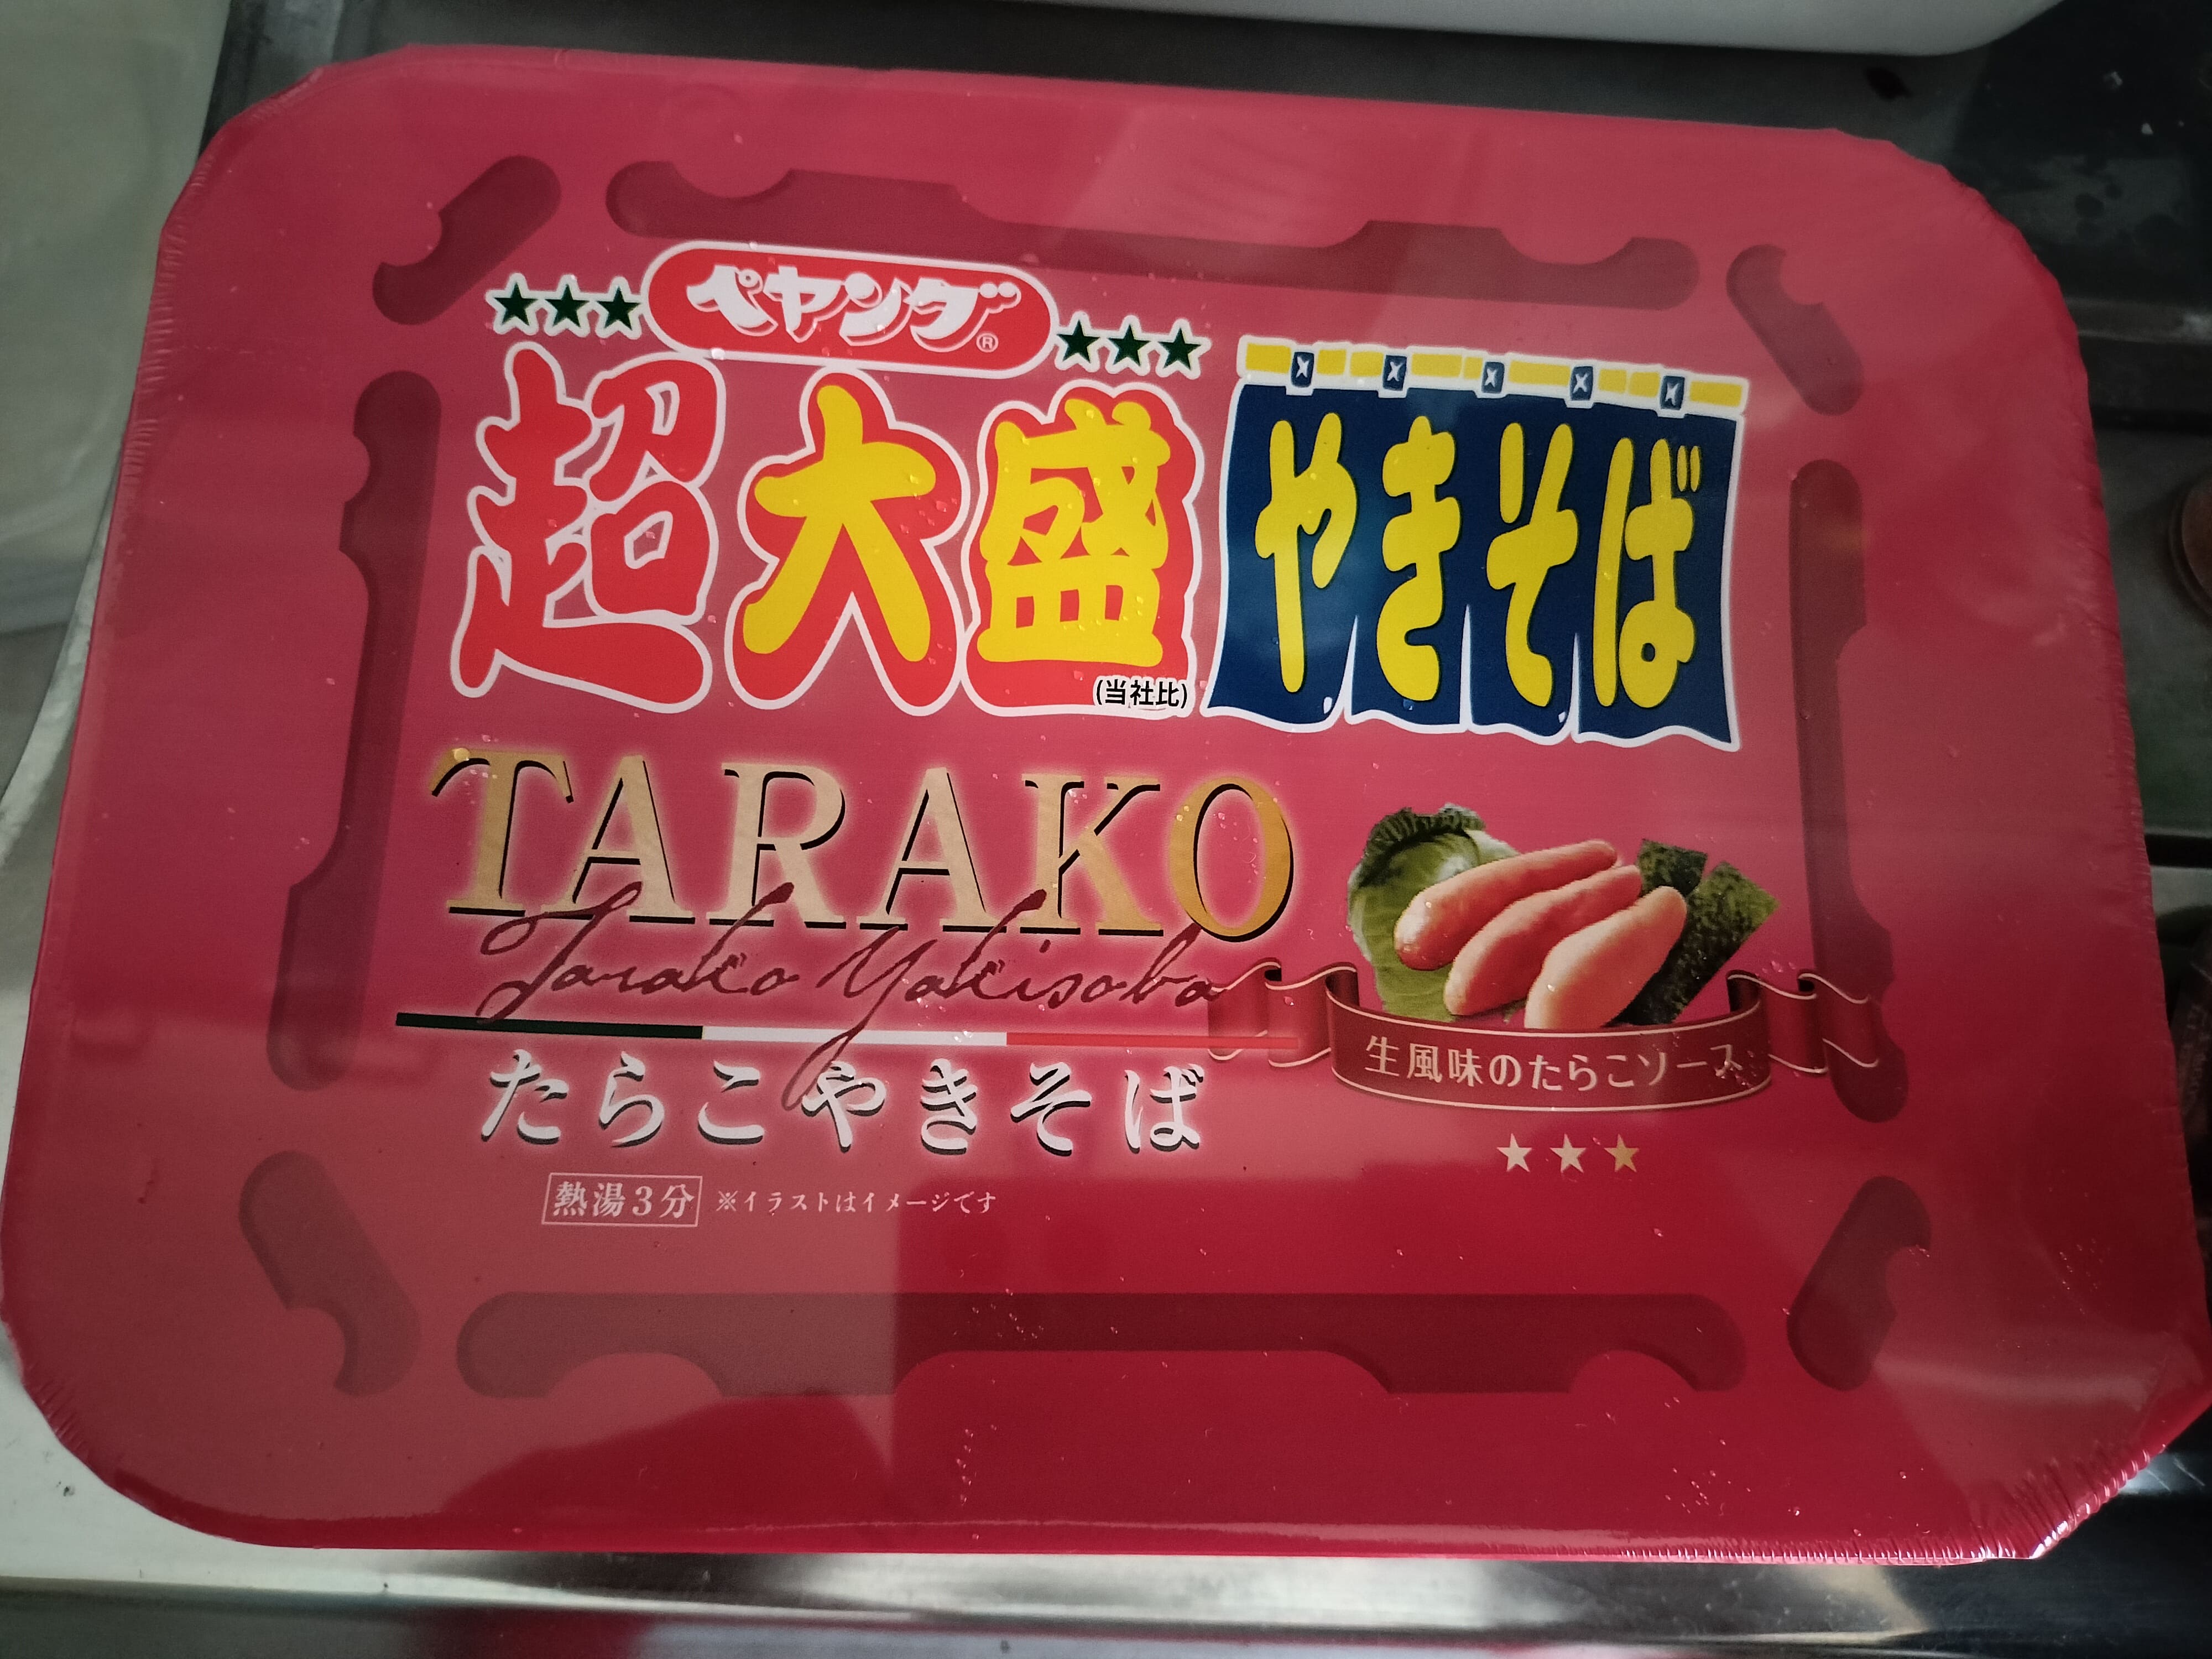 ★★★ペヤング®★★★
超大盛やきそば
(当社比)
TARAKO
Tarako Yakisoba
たらこやきそば
生風味のたらこソース
★★★
熱湯3分 ※イラストはイメージです